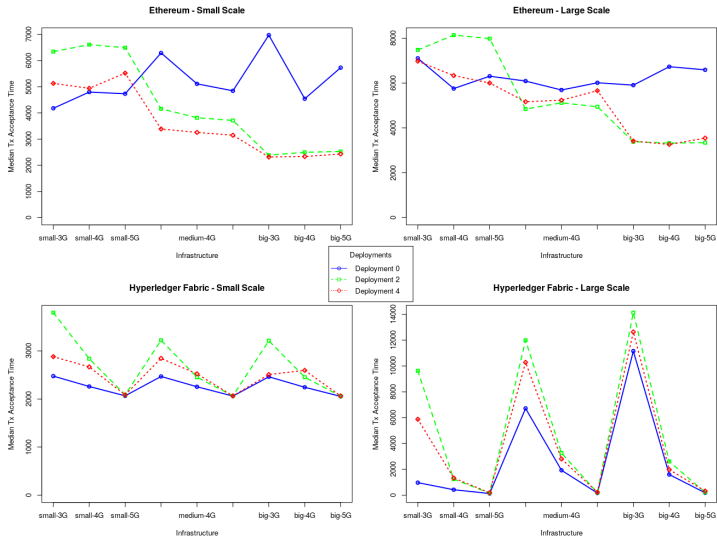 Ethereum - Small Scale
Median Tx Acceptance Time
7000
6000
5000
4000
3000
2000
1000
0
small-3G small-4G small-5G medium-4G big-3G big-4G big-5G
Infrastructure
Ethereum - Large Scale
Median Tx Acceptance Time
8000
6000
4000
2000
0
small-3G small-4G small-5G medium-4G big-3G big-4G big-5G
Infrastructure
Deployments
Deployment 0
Deployment 2
Deployment 4
Hyperledger Fabric - Small Scale
Median Tx Acceptance Time
3000
2000
1000
0
small-3G small-4G small-5G medium-4G big-3G big-4G big-5G
Infrastructure
Hyperledger Fabric - Large Scale
Median Tx Acceptance Time
14000
12000
10000
8000
6000
4000
2000
0
small-3G small-4G small-5G medium-4G big-3G big-4G big-5G
Infrastructure